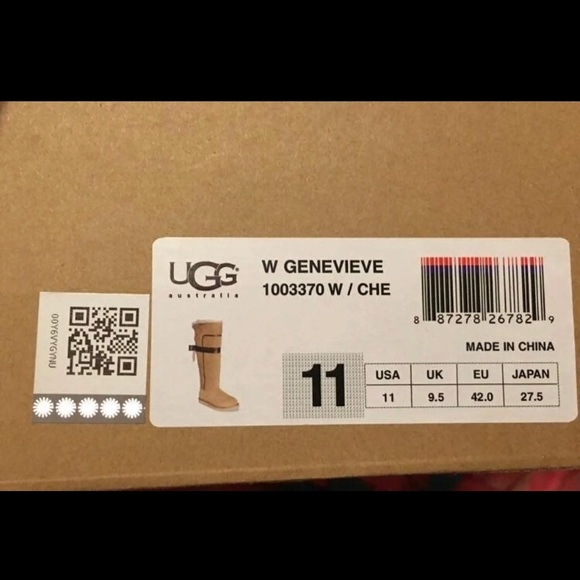 UGG®
australia
W GENEVIEVE
1003370 W / CHE
8 87278 26782 9
MADE IN CHINA
11
USA UK EU JAPAN
11 9.5 42.0 27.5